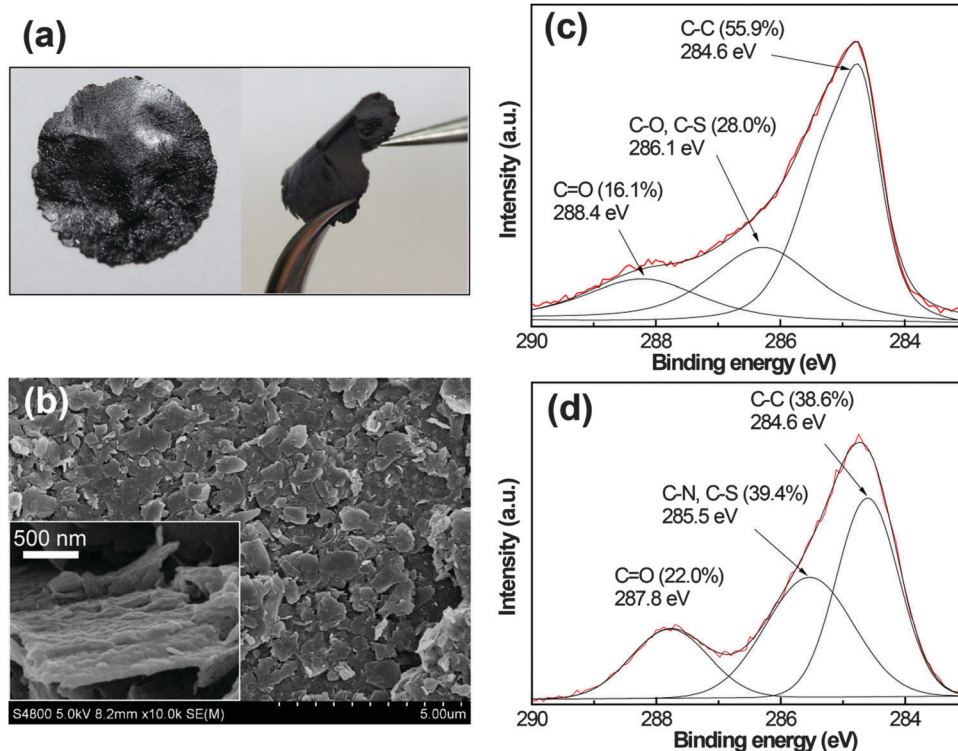 (a)
(b)
500 nm
S4800 5.0kV 8.2mm x10.0k SE(M)
5.00um
(c)
C-C (55.9%)
284.6 eV
C-O, C-S (28.0%)
286.1 eV
C=O (16.1%)
288.4 eV
Intensity (a.u.)
290
288
286
284
Binding energy (eV)
(d)
C-C (38.6%)
284.6 eV
C-N, C-S (39.4%)
285.5 eV
C=O (22.0%)
287.8 eV
Intensity (a.u.)
290
288
286
284
Binding energy (eV)